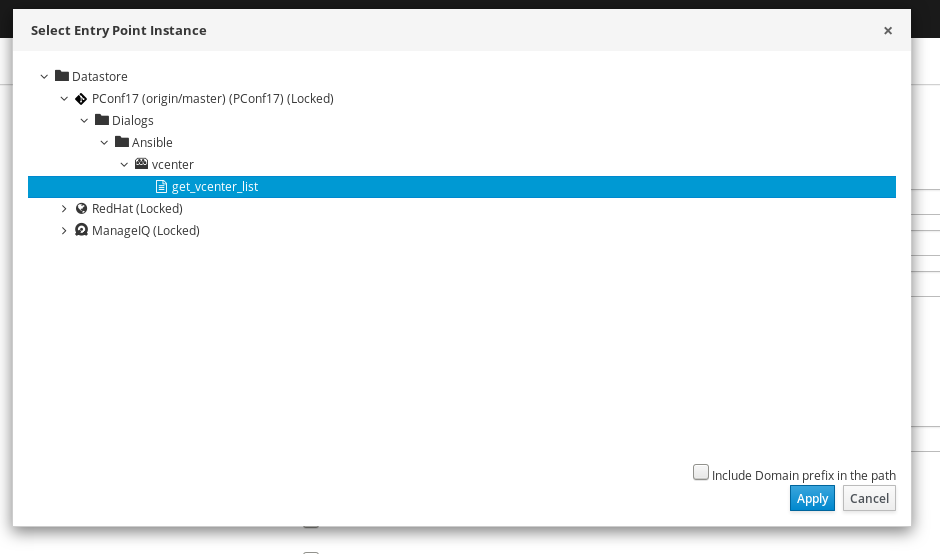 Select Entry Point Instance
Datastore
PConf17 (origin/master) (PConf17) (Locked)
Dialogs
Ansible
vcenter
get_vcenter_list
RedHat (Locked)
ManageIQ (Locked)
Include Domain prefix in the path
Apply Cancel